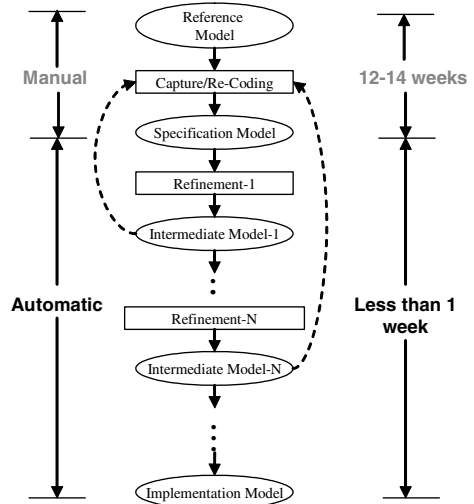 Reference
Model
Manual
Capture/Re-Coding
12-14 weeks
Specification Model
Refinement-1
Intermediate Model-1
Automatic
Less than 1
week
Refinement-N
Intermediate Model-N
Implementation Model